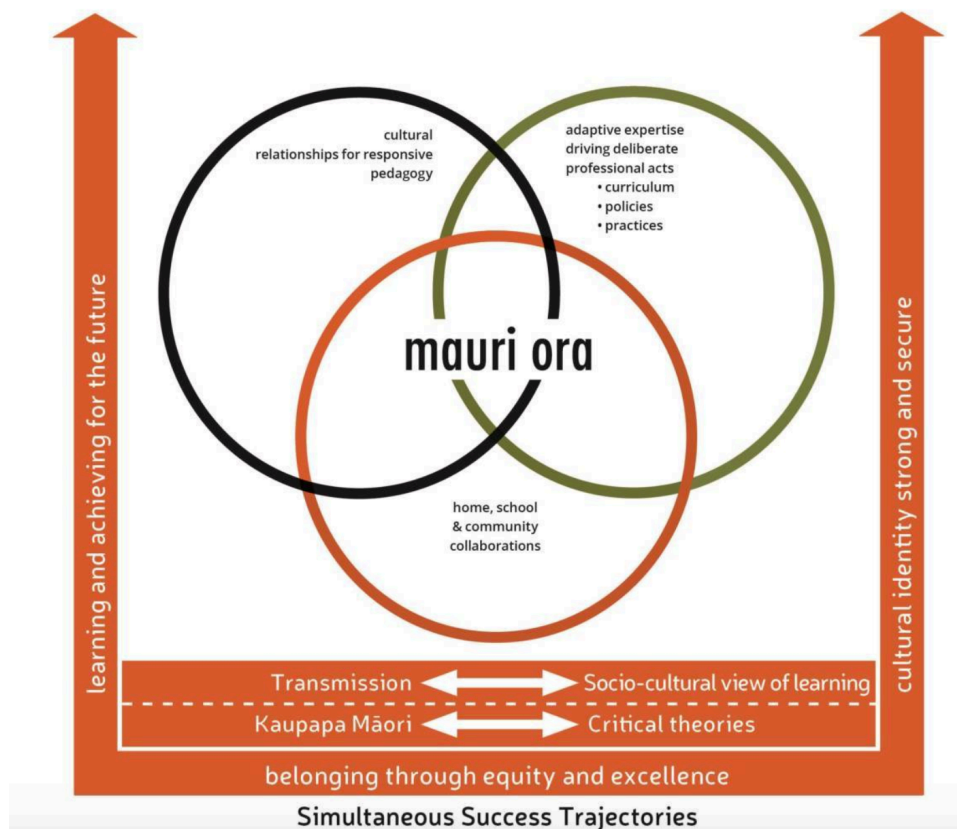 cultural
relationships for responsive
pedagogy
adaptive expertise
driving deliberate
professional acts
• curriculum
• policies
• practices
mauri ora
home, school
& community
collaborations
learning and achieving for the future
cultural identity strong and secure
Transmission
Socio-cultural view of learning
Kaupapa Māori
Critical theories
belonging through equity and excellence
Simultaneous Success Trajectories